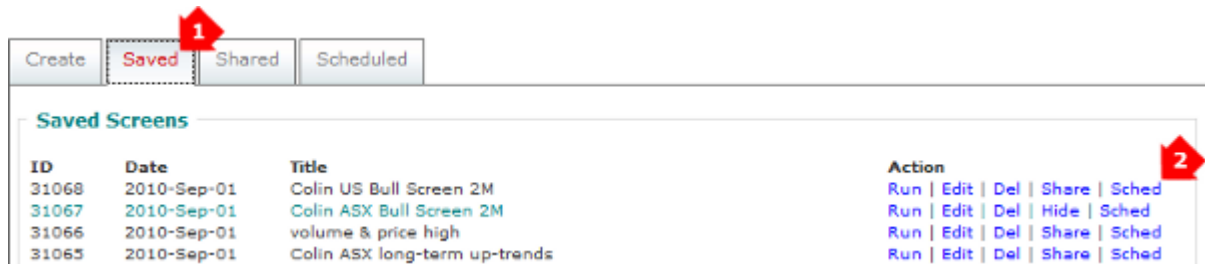 1
Create Saved Shared Scheduled
Saved Screens
ID Date Title Action
2
31068 2010-Sep-01 Colin US Bull Screen 2M Run | Edit | Del | Share | Sched
31067 2010-Sep-01 Colin ASX Bull Screen 2M Run | Edit | Del | Hide | Sched
31066 2010-Sep-01 volume & price high Run | Edit | Del | Share | Sched
31065 2010-Sep-01 Colin ASX long-term up-trends Run | Edit | Del | Share | Sched